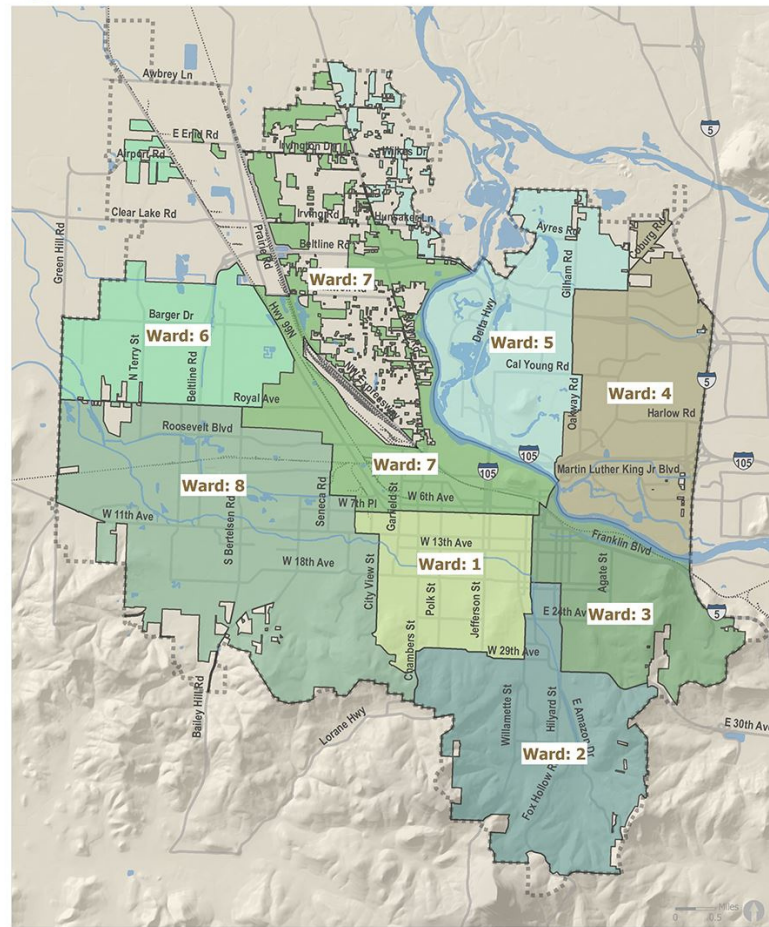 Awbrey Ln
E Enid Rd
Airport Rd
Irvington Dr
Wilkes Dr
Clear Lake Rd
Irving Rd
Hunsaker Ln
Ayres Rd
Coburg Rd
5
Green Hill Rd
Prairie Rd
Beltline Rd
Gilham Rd
Ward: 7
Delta Hwy
Barger Dr
Hwy 99N
Ward: 6
N Terry St
Beltline Rd
Ward: 5
Cal Young Rd
NW Expressway
Oakway Rd
Ward: 4
5
Royal Ave
Harlow Rd
Roosevelt Blvd
105
Ward: 7
105
Martin Luther King Jr Blvd
105
Ward: 8
Seneca Rd
Garfield St
W 6th Ave
W 7th Pl
W 11th Ave
S Bertelsen Rd
Franklin Blvd
W 13th Ave
W 18th Ave
City View St
Ward: 1
Agate St
Polk St
Jefferson St
E 24th Ave
Ward: 3
5
Chambers St
W 29th Ave
Bailey Hill Rd
Lorane Hwy
Willamette St
Hilyard St
E Amazon Dr
E 30th Ave
Ward: 2
Fox Hollow Rd
Miles
0 0.5